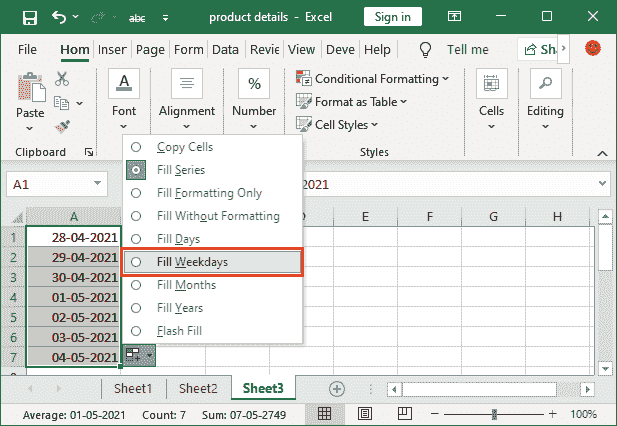 abc product details - Excel Sign in
File Hom Inser Page Form Data Revie View Deve Help Tell me Sha
Paste Font Alignment Number % Conditional Formatting Format as Table Cell Styles Cells Editing
A
Clipboard Styles
A1 2021
Copy Cells
Fill Series
Fill Formatting Only
Fill Without Formatting
Fill Days
Fill Weekdays
Fill Months
Fill Years
Flash Fill
A D E F G H
1 28-04-2021
2 29-04-2021
3 30-04-2021
4 01-05-2021
5 02-05-2021
6 03-05-2021
7 04-05-2021
Sheet1 Sheet2 Sheet3
Average: 01-05-2021 Count: 7 Sum: 07-05-2749 100%